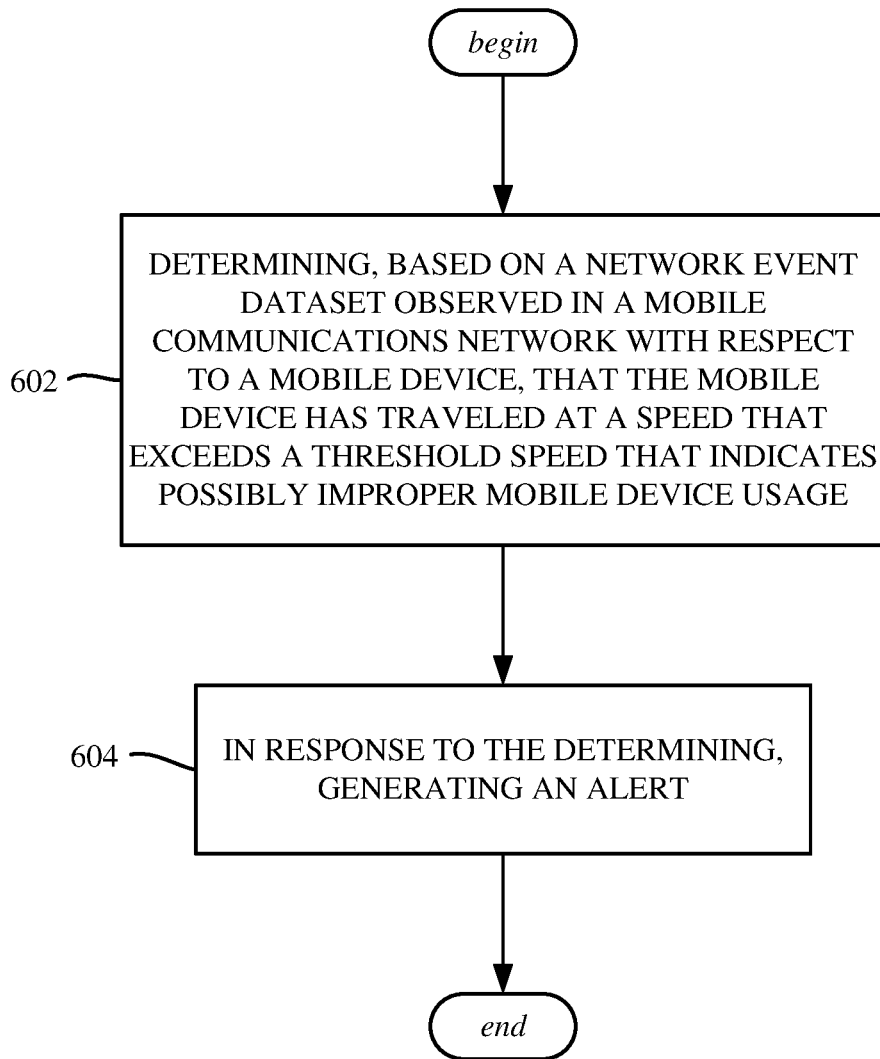 begin
DETERMINING, BASED ON A NETWORK EVENT
DATASET OBSERVED IN A MOBILE
COMMUNICATIONS NETWORK WITH RESPECT
602
TO A MOBILE DEVICE, THAT THE MOBILE
DEVICE HAS TRAVELED AT A SPEED THAT
EXCEEDS A THRESHOLD SPEED THAT INDICATES
POSSIBLY IMPROPER MOBILE DEVICE USAGE
604
IN RESPONSE TO THE DETERMINING,
GENERATING AN ALERT
end